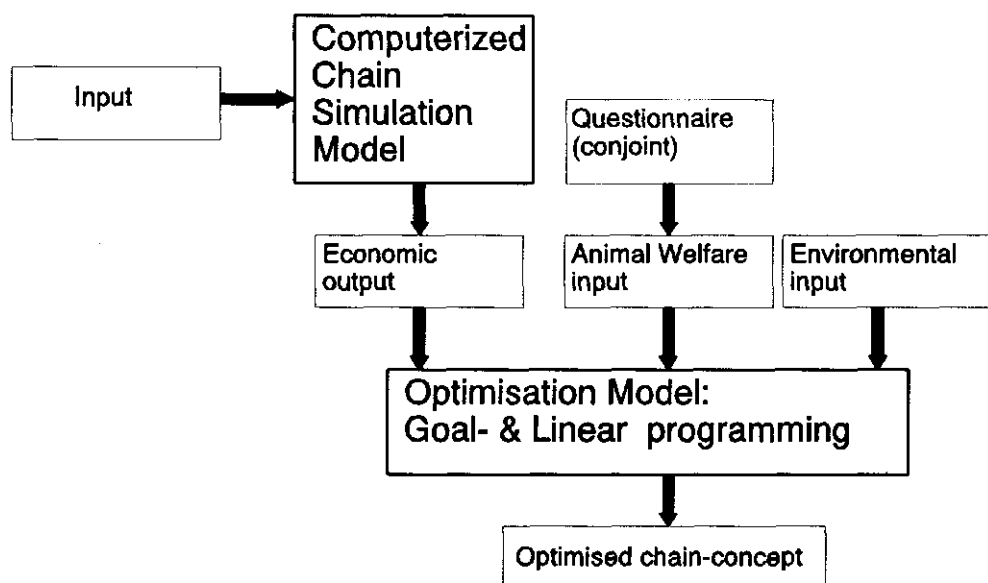 Input
Computerized
Chain
Simulation
Model
Questionnaire
(conjoint)
Economic
output
Animal Welfare
input
Environmental
input
Optimisation Model:
Goal- & Linear programming
Optimised chain-concept